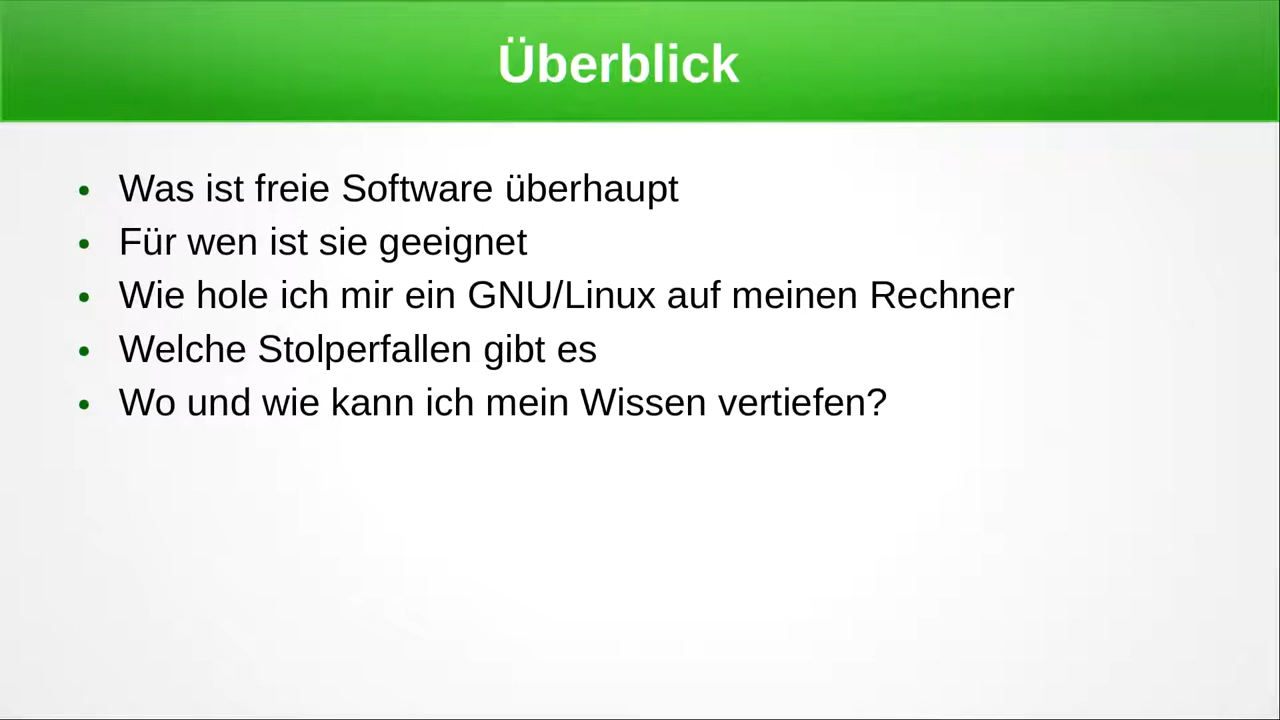 Überblick
• Was ist freie Software überhaupt
• Für wen ist sie geeignet
• Wie hole ich mir ein GNU/Linux auf meinen Rechner
• Welche Stolperfallen gibt es
• Wo und wie kann ich mein Wissen vertiefen?